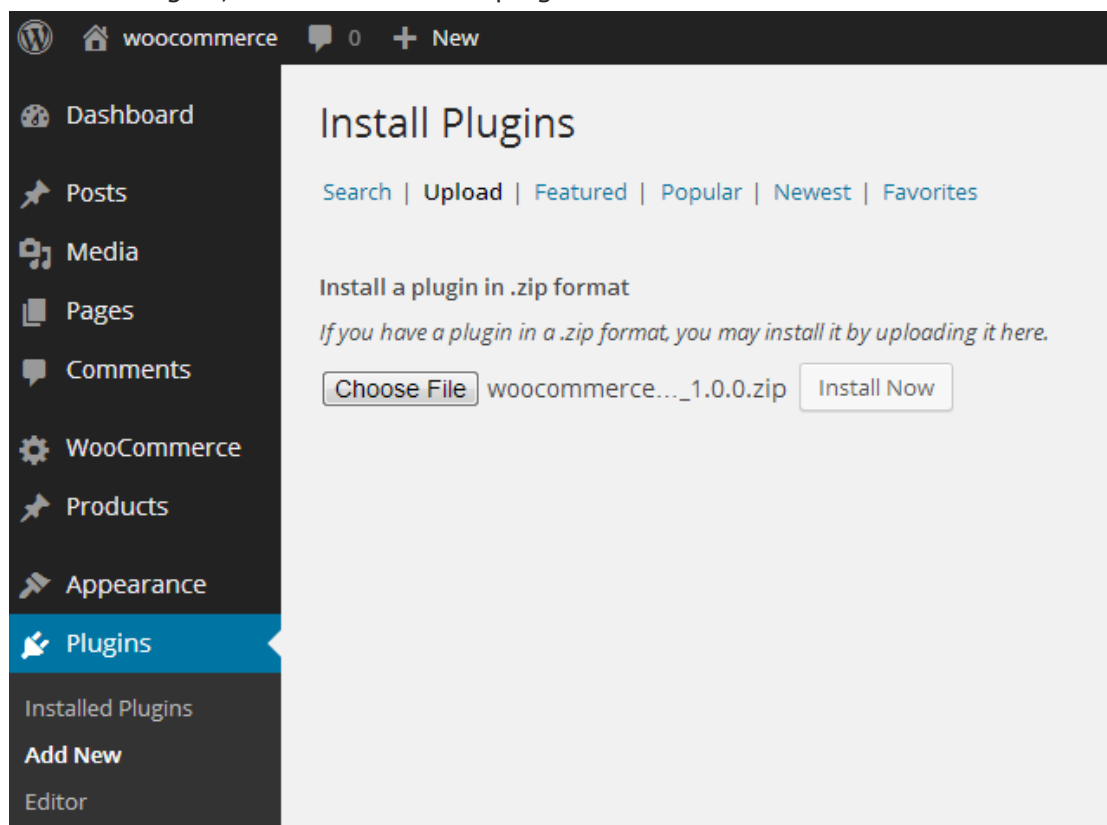 woocommerce 0 + New
Dashboard
Posts
Media
Pages
Comments
WooCommerce
Products
Appearance
Plugins
Installed Plugins
Add New
Editor
Install Plugins
Search | Upload | Featured | Popular | Newest | Favorites
Install a plugin in .zip format
If you have a plugin in a .zip format, you may install it by uploading it here.
Choose File woocommerce..._1.0.0.zip Install Now